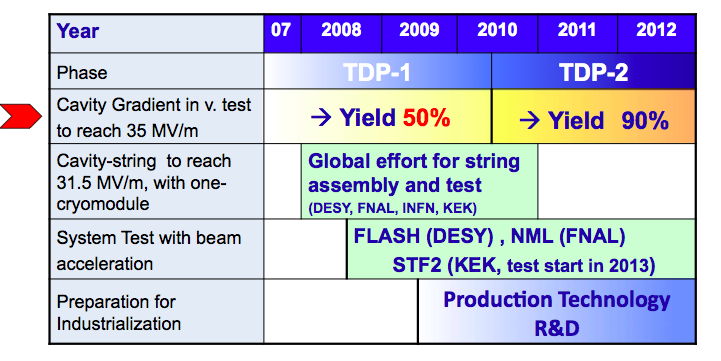 Year 07 2008 2009 2010 2011 2012
Phase TDP-1 TDP-2
Cavity Gradient in v. test
to reach 35 MV/m
→ Yield 50% → Yield 90%
Cavity-string to reach
31.5 MV/m, with one-
cryomodule
Global effort for string
assembly and test
(DESY, FNAL, INFN, KEK)
System Test with beam
acceleration
FLASH (DESY) , NML (FNAL)
STF2 (KEK, test start in 2013)
Preparation for
Industrialization
Production Technology
R&D